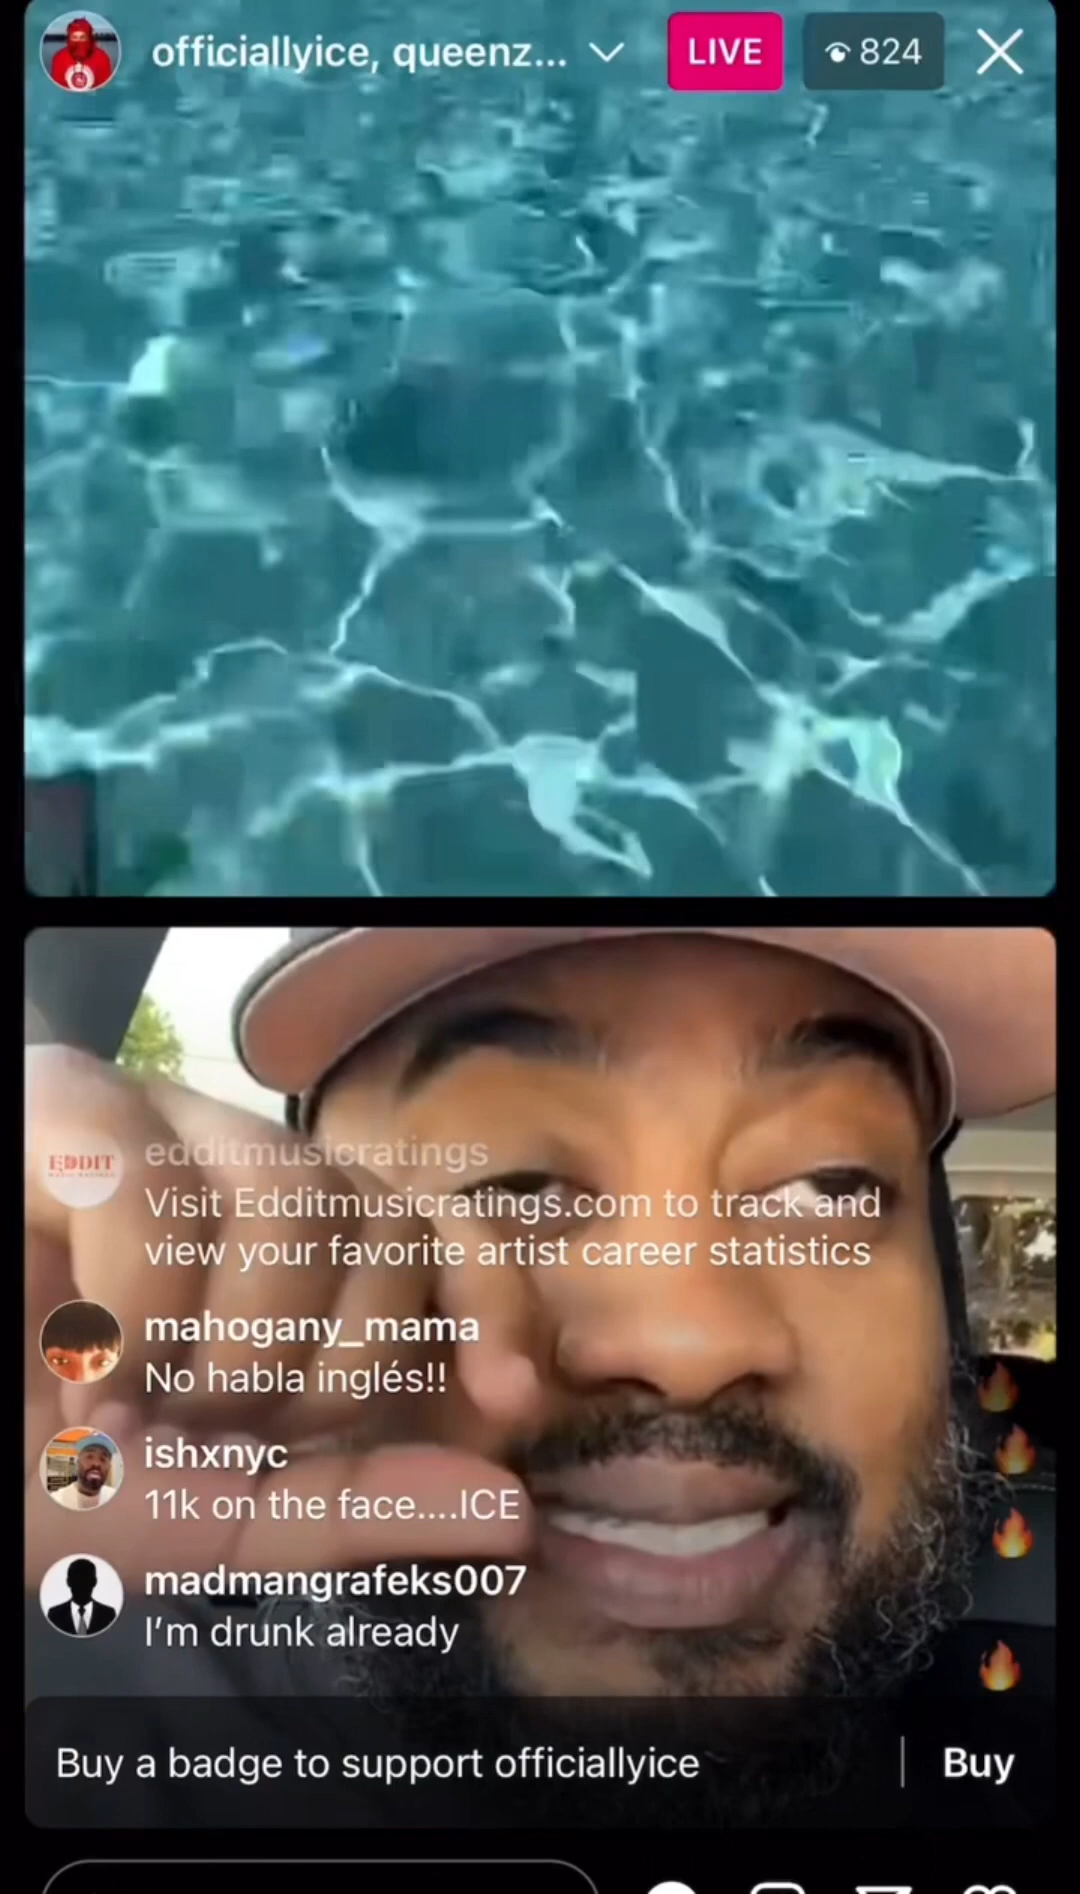 officiallyice, queenz...
LIVE
824
EDDIT
edditmusicratings
Visit Edditmusicratings.com to track and
view your favorite artist career statistics
mahogany_mama
No habla inglés!!
ishxnyc
11k on the face....ICE
madmangrafeks007
I'm drunk already
Buy a badge to support officiallyice
Buy